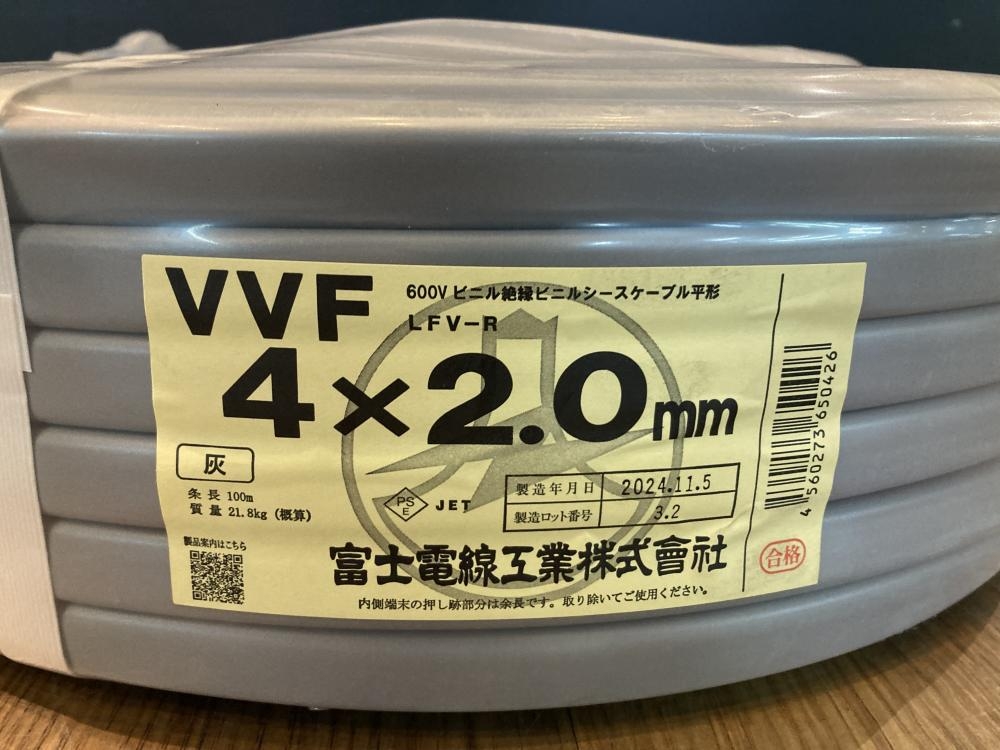 VVF
600V ビニル絶縁ビニルシースケーブル平形
LFV-R
4×2.0mm
灰
条長 100m
質量 21.8kg (概算)
PS
E
JET
製造年月日 2024.11.5
製造ロット番号 3.2
製品案内はこちら
富士電線工業株式會社
内側端末の押し跡部分は余長です。取り除いてご使用ください。
4 560273 650426
合格